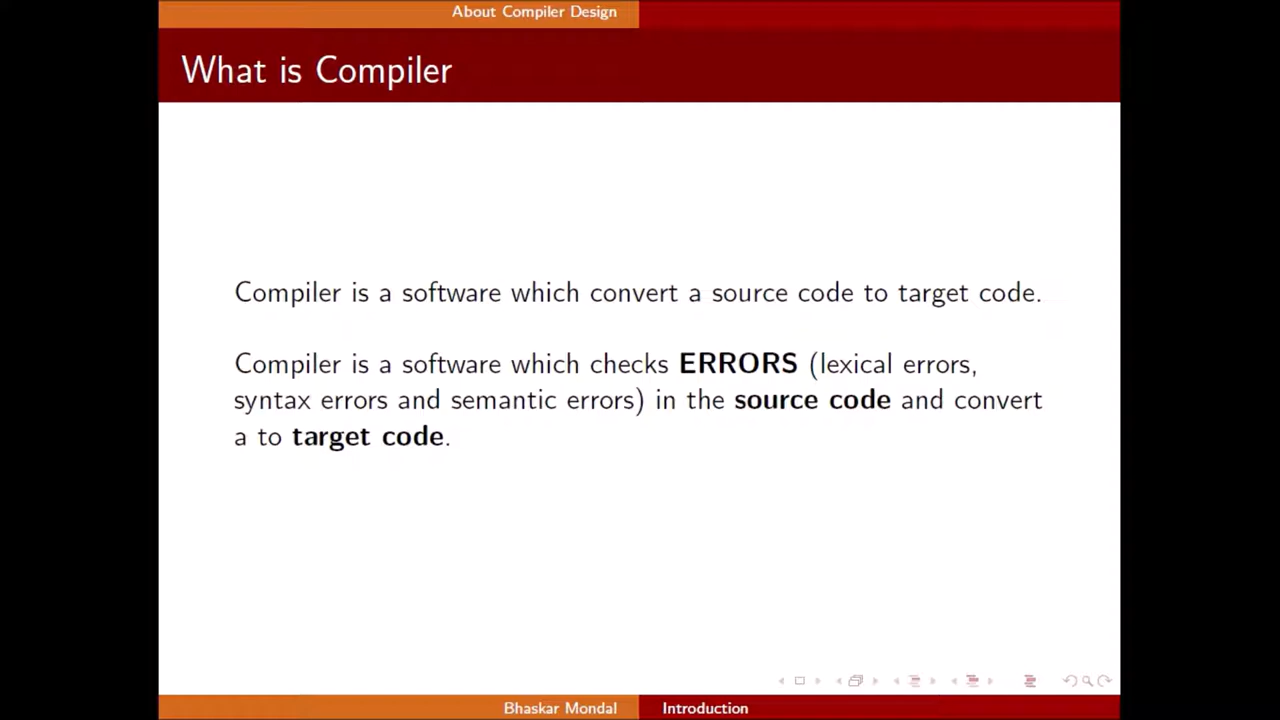 About Compiler Design
What is Compiler
Compiler is a software which convert a source code to target code.
Compiler is a software which checks ERRORS (lexical errors,
syntax errors and semantic errors) in the source code and convert
a to target code.
Bhaskar Mondal
Introduction